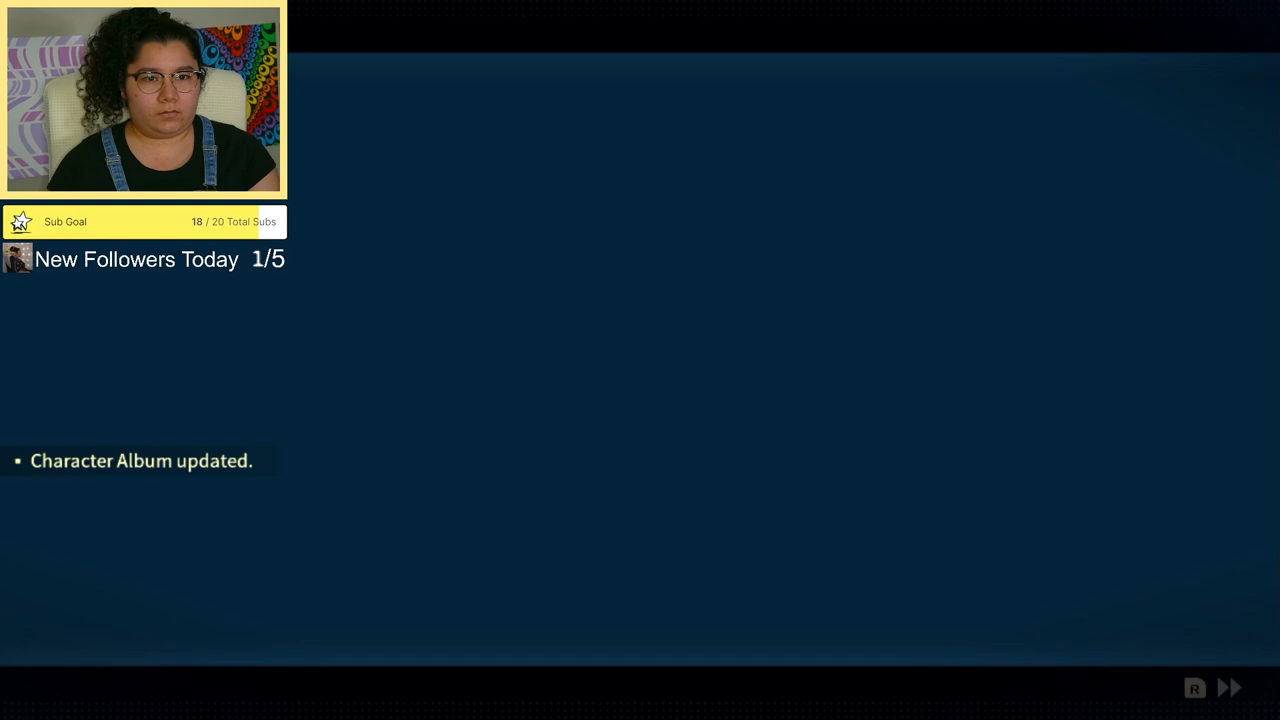 Sub Goal 18 / 20 Total Subs
New Followers Today 1/5
▪ Character Album updated.
R